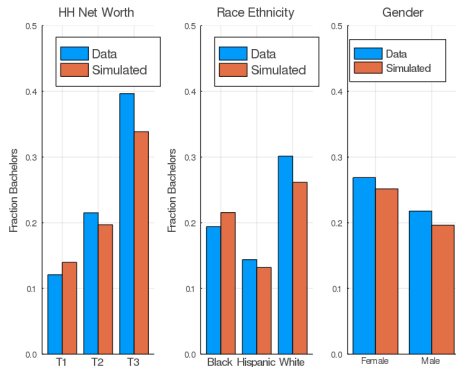 HH Net Worth
Race Ethnicity
Gender
0.5
0.4
0.3
0.2
0.1
0.0
Fraction Bachelors
Data
Simulated
T1 T2 T3
0.5
0.4
0.3
0.2
0.1
0.0
Fraction Bachelors
Data
Simulated
Black Hispanic White
0.5
0.4
0.3
0.2
0.1
0.0
Data
Simulated
Female Male